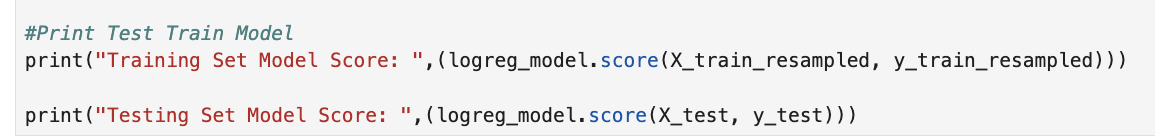 #Print Test Train Model
print("Training Set Model Score: ",(logreg_model.score(X_train_resampled, y_train_resampled)))
print("Testing Set Model Score: ",(logreg_model.score(X_test, y_test)))